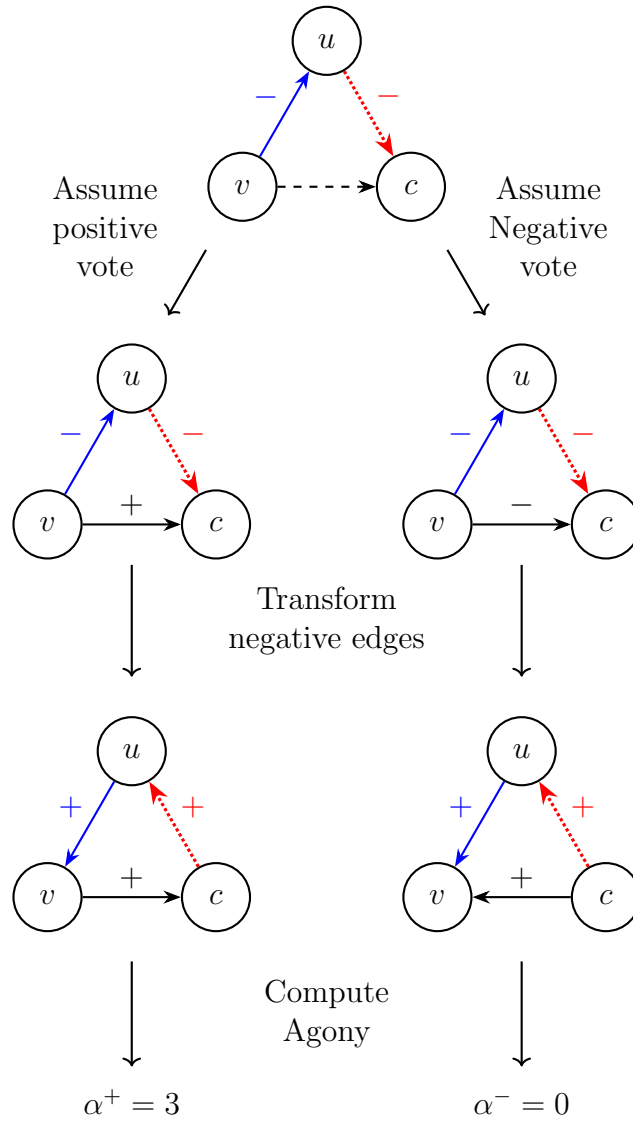 u
− −
v c
Assume
positive
vote
Assume
Negative
vote
u u
− − − −
v + c v − c
Transform
negative edges
u u
+ + + +
v + c v + c
Compute
Agony
α⁺ = 3 α⁻ = 0